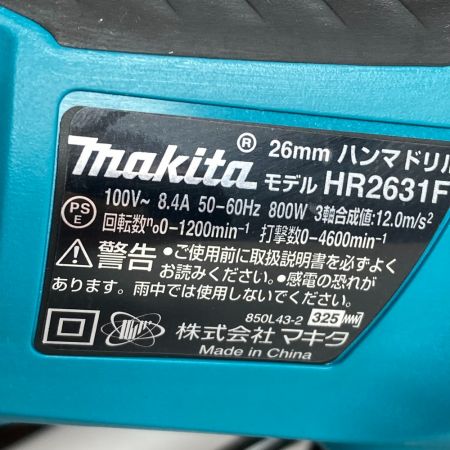 makita ® 26mm ハンマドリル
モデル HR2631F
100V~ 8.4A 50-60Hz 800W 3軸合成値:12.0m/s²
PS E 回転数n₀0-1200min⁻¹ 打撃数0-4600min⁻¹
警告 ●ご使用前に取扱説明書を必ずよく
お読みください。●感電の恐れが
あります。雨中では使用しないでください。
850L43-2 325
株式会社 マキタ
Made in China